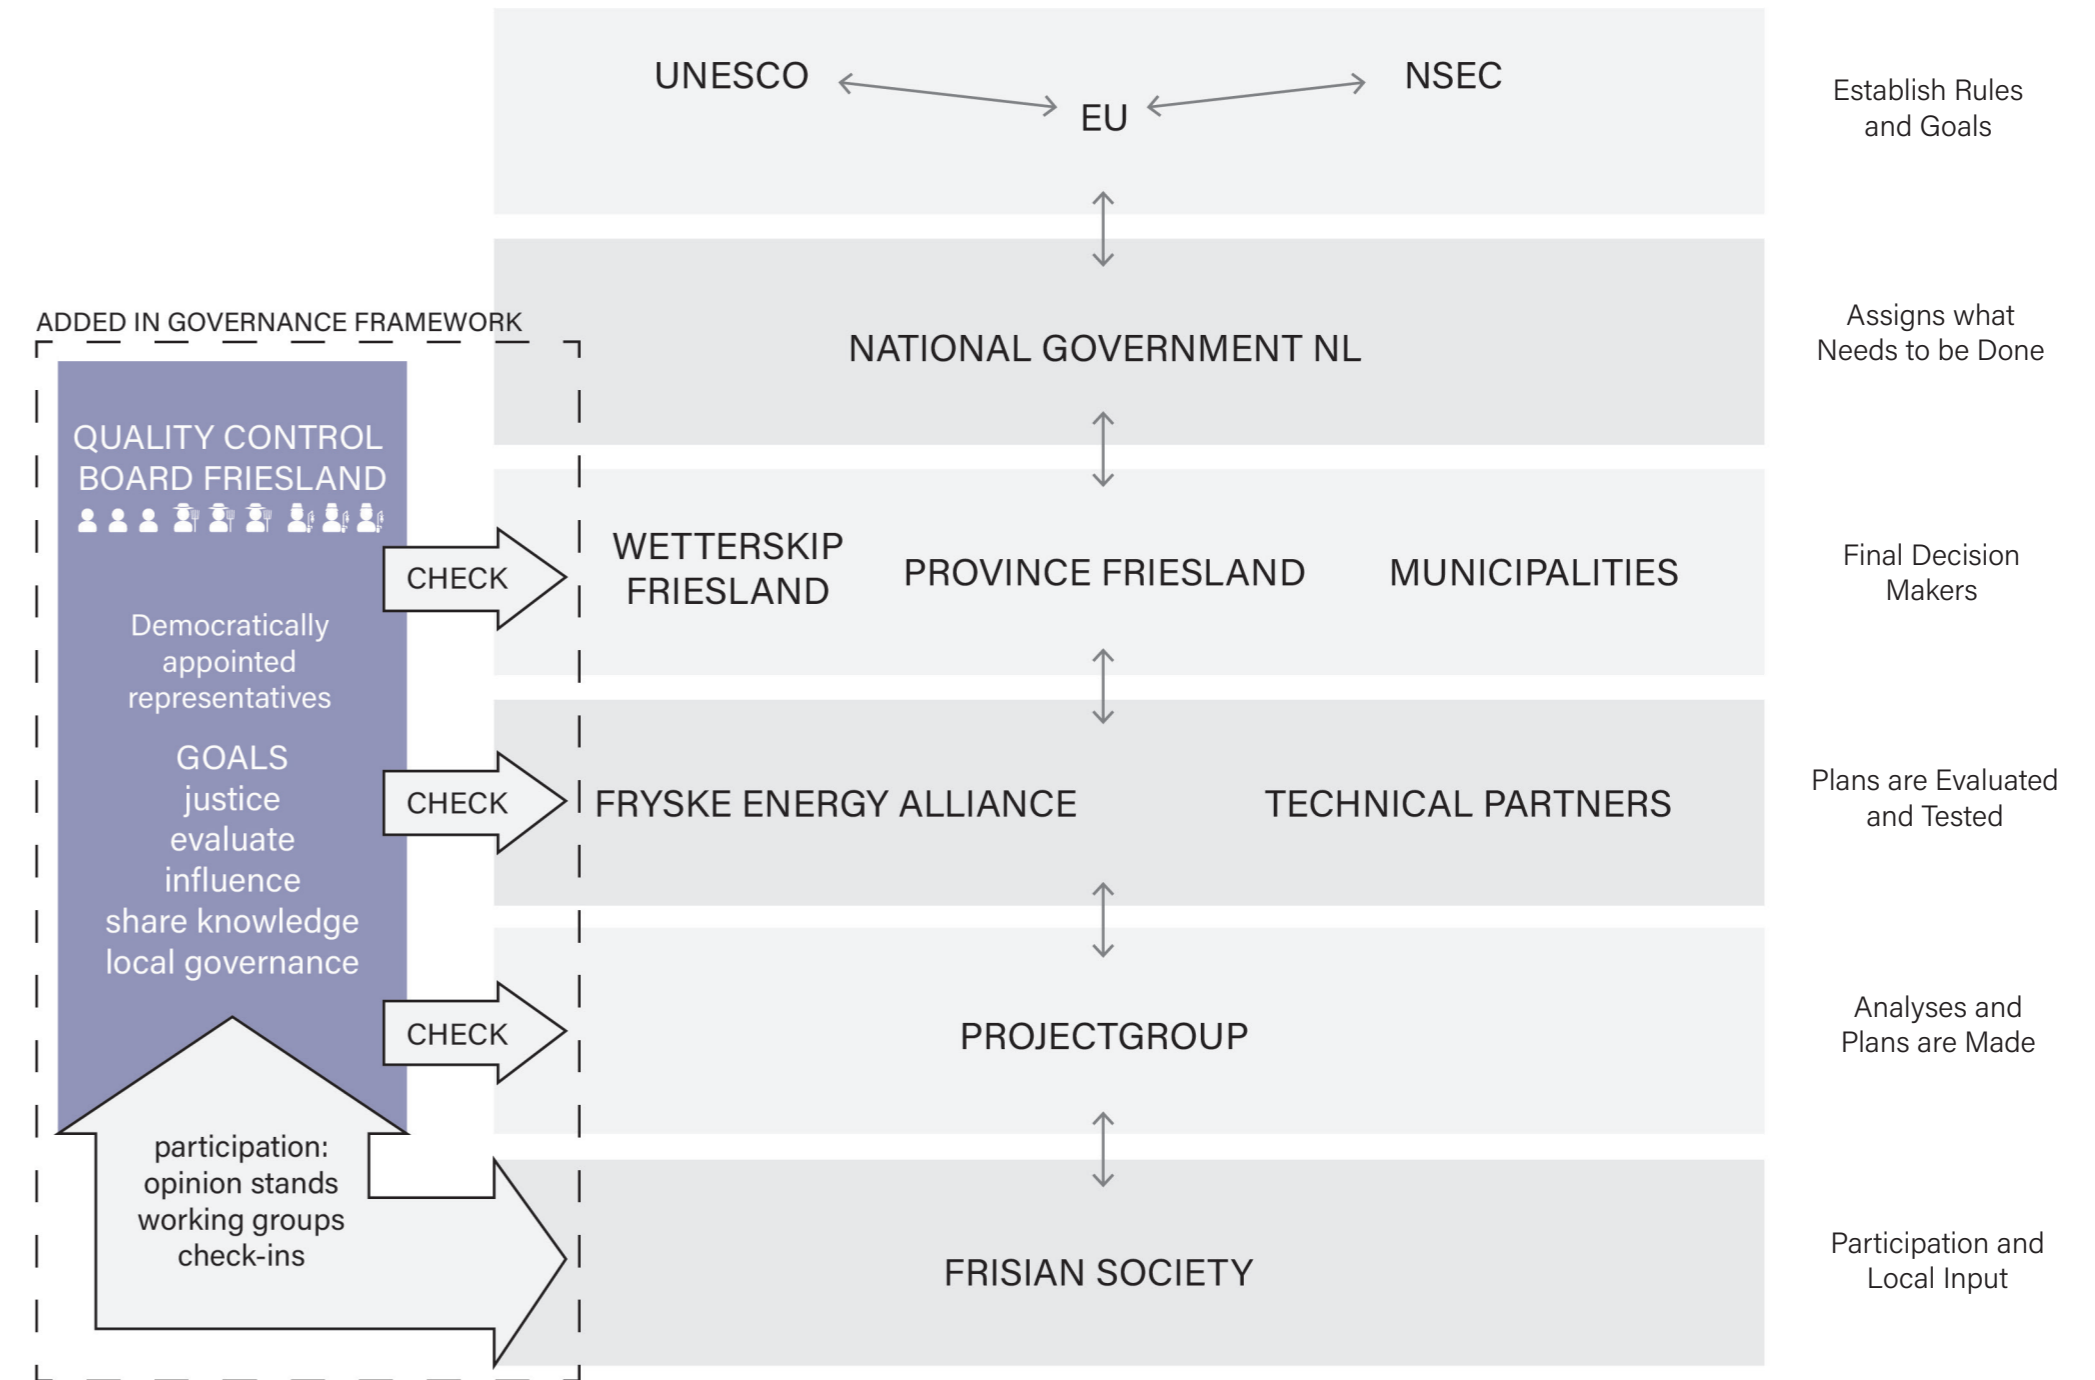 UNESCO
NSEC
EU
Establish Rules
and Goals
NATIONAL GOVERNMENT NL
Assigns what
Needs to be Done
ADDED IN GOVERNANCE FRAMEWORK
QUALITY CONTROL
BOARD FRIESLAND
Democratically
appointed
representatives
GOALS
justice
evaluate
influence
share knowledge
local governance
CHECK
WETTERSKIP
FRIESLAND
PROVINCE FRIESLAND
MUNICIPALITIES
Final Decision
Makers
CHECK
FRYSKE ENERGY ALLIANCE
TECHNICAL PARTNERS
Plans are Evaluated
and Tested
CHECK
PROJECTGROUP
Analyses and
Plans are Made
participation:
opinion stands
working groups
check-ins
FRISIAN SOCIETY
Participation and
Local Input